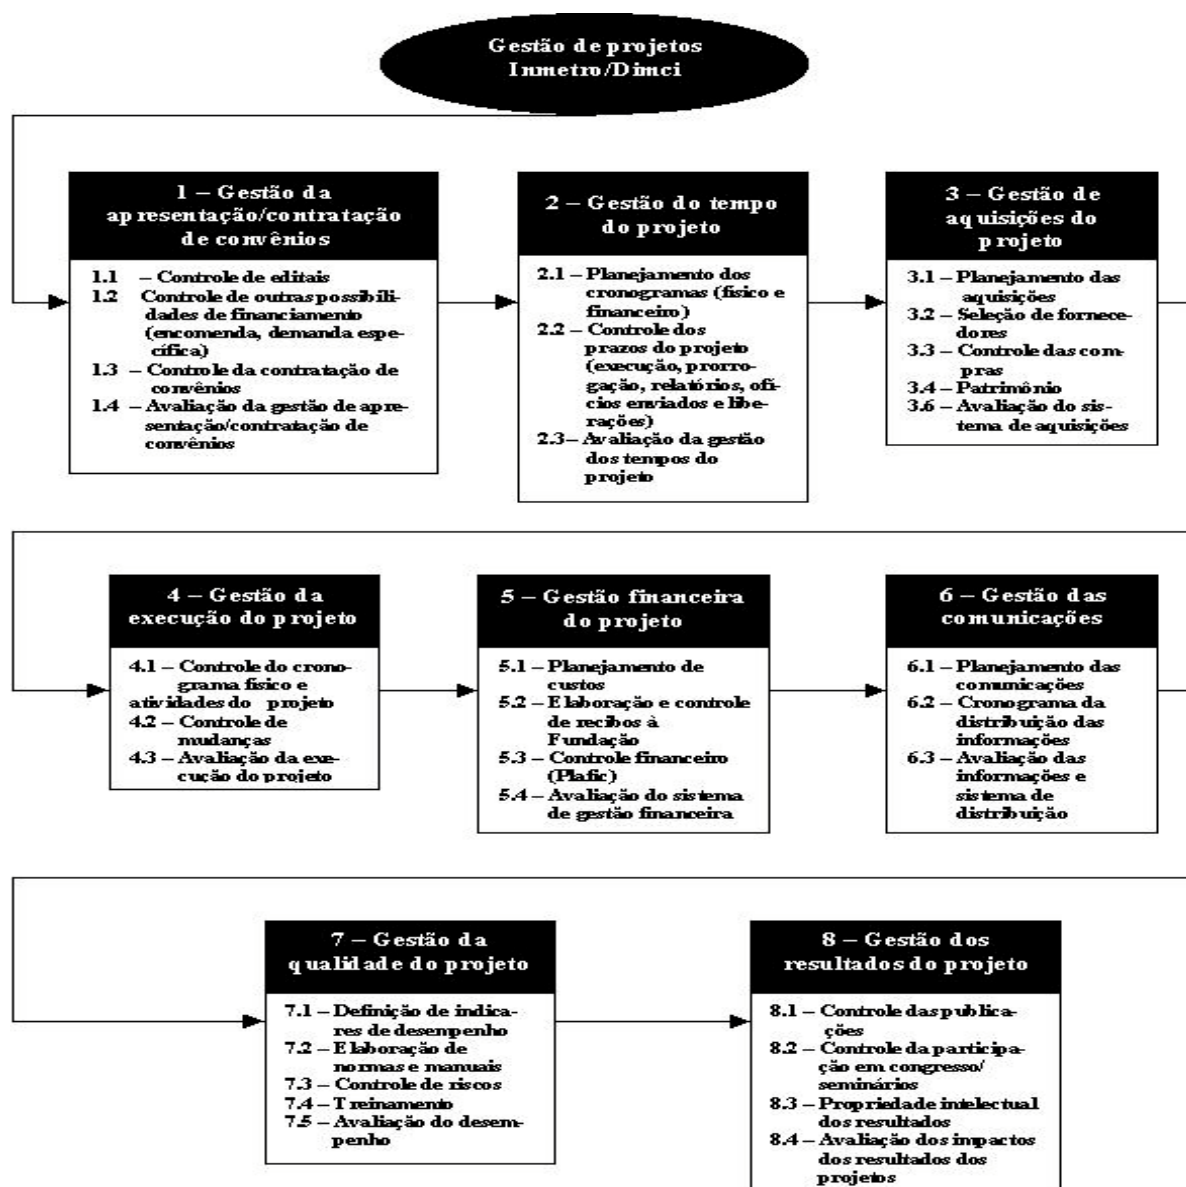 Gestão de projetos
Inmetro/Dimci
1 – Gestão da
apresentação/contratação
de convênios
1.1 – Controle de editais
1.2 Controle de outras possibili-
dades de financiamento
(encomenda, demanda espe-
cífica)
1.3 – Controle da contratação de
convênios
1.4 – Avaliação da gestão de apre-
sentação/contratação de
convênios
2 – Gestão do tempo
do projeto
2.1 – Planejamento dos
cronogramas (físico e
financeiro)
2.2 – Controle dos
prazos do projeto
(execução, prorro-
gação, relatórios, ofí-
cios enviados e libe-
rações)
2.3– Avaliação da gestão
dos tempos do
projeto
3 – Gestão de
aquisições do
projeto
3.1 – Planejamento das
aquisições
3.2 – Seleção de fornece-
dores
3.3 – Controle das com-
pras
3.4 – Patrimônio
3.6 – Avaliação do sis-
tema de aquisições
4 – Gestão da
execução do projeto
4.1 – Controle do crono-
grama físico e
atividades do projeto
4.2 – Controle de
mudanças
4.3 – Avaliação da exe-
cução do projeto
5 – Gestão financeira
do projeto
5.1 – Planejamento de
custos
5.2 – Elaboração e controle
de recibos à
Fundação
5.3 – Controle financeiro
(Plafic)
5.4 – Avaliação do sistema
de gestão financeira
6 – Gestão das
comunicações
6.1 – Planejamento das
comunicações
6.2 – Cronograma da
distribuição das
informações
6.3 – Avaliação das
informações e
sistema de
distribuição
7 – Gestão da
qualidade do projeto
7.1 – Definição de indica-
res de desempenho
7.2 – Elaboração de
normas e manuais
7.3 – Controle de riscos
7.4 – Treinamento
7.5 – Avaliação do desem-
penho
8 – Gestão dos
resultados do projeto
8.1 – Controle das publica-
ções
8.2 – Controle da participa-
ção em congresso/
seminários
8.3 – Propriedade intelectual
dos resultados
8.4 – Avaliação dos impactos
dos resultados dos
projetos